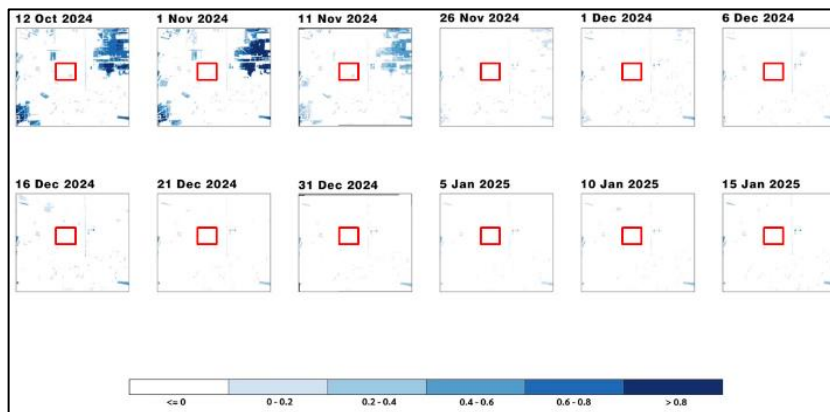 12 Oct 2024 1 Nov 2024 11 Nov 2024 26 Nov 2024 1 Dec 2024 6 Dec 2024
16 Dec 2024 21 Dec 2024 31 Dec 2024 5 Jan 2025 10 Jan 2025 15 Jan 2025
<= 0 0 - 0.2 0.2 - 0.4 0.4 - 0.6 0.6 - 0.8 > 0.8